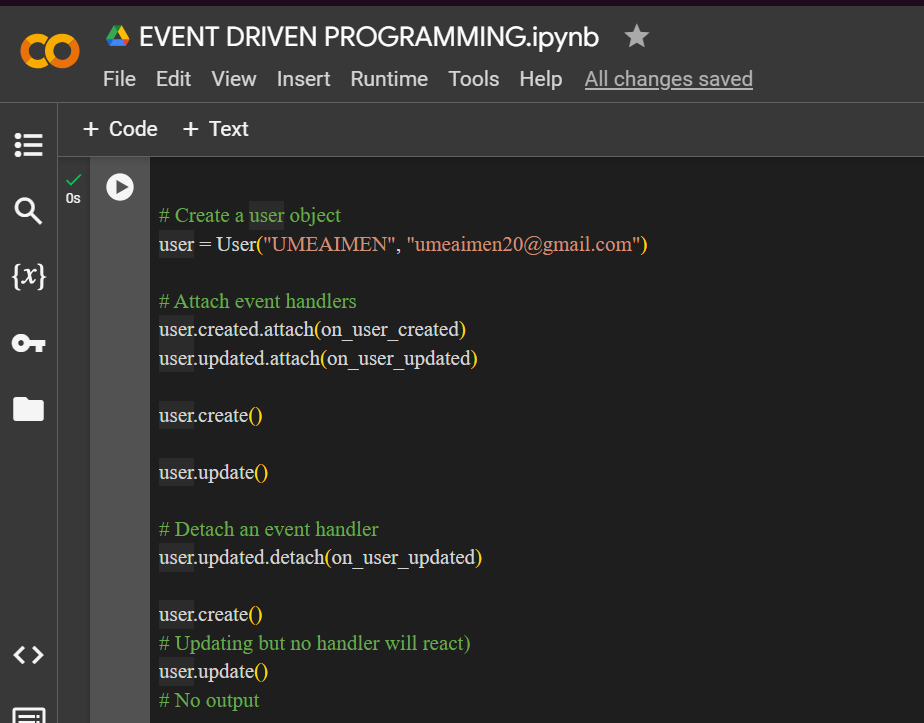 EVENT DRIVEN PROGRAMMING.ipynb
File Edit View Insert Runtime Tools Help All changes saved
+ Code + Text
0s
{x}
# Create a user object
user = User("UMEAIMEN", "umeaimen20@gmail.com")
# Attach event handlers
user.created.attach(on_user_created)
user.updated.attach(on_user_updated)
user.create()
user.update()
# Detach an event handler
user.updated.detach(on_user_updated)
user.create()
# Updating but no handler will react)
user.update()
# No output